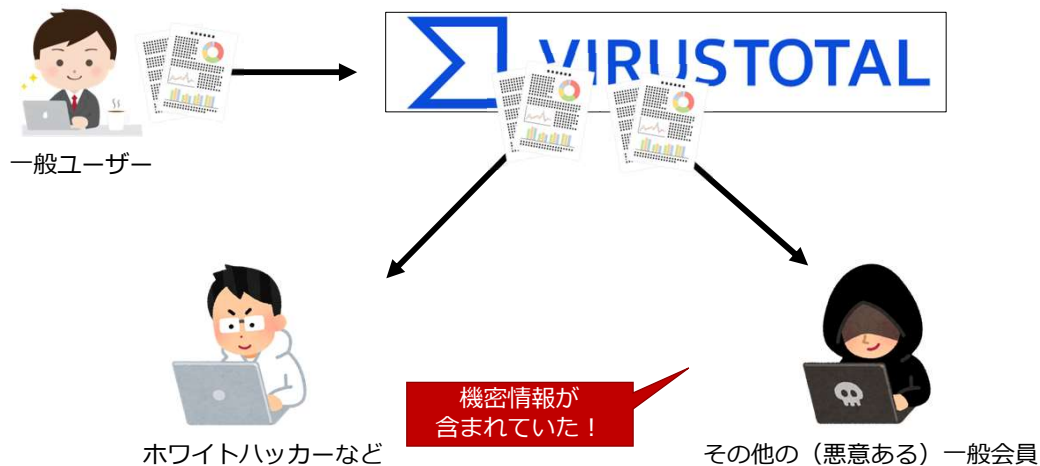 VIRUSTOTAL
一般ユーザー
機密情報が
含まれていた！
ホワイトハッカーなど
その他の（悪意ある）一般会員